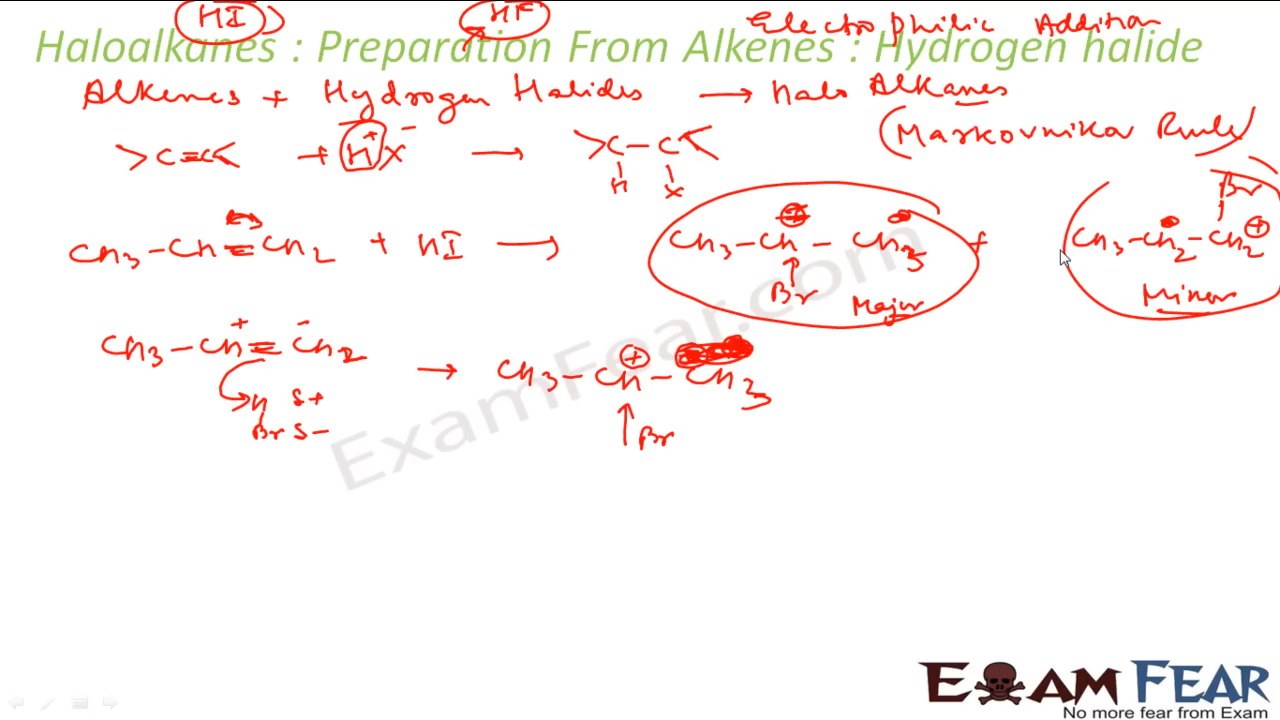 HI HF Electrophilic Addition
Haloalkanes : Preparation From Alkenes : Hydrogen halide
Alkenes + Hydrogen Halides → halo Alkanes
(Markovnikov Rule)
>C=C< + H⁺X⁻ → >C–C<
H X
CH3–CH=CH2 + HI → CH3–CH–CH3 + CH3–CH2–CH2
⊕ ⊕
Br Br
Major Minor
CH3–CH=CH2 → CH3–CH–CH3
+ - ⊕
H δ+
Br δ- Br
ExamFear.com
EXAM FEAR
No more fear from Exam